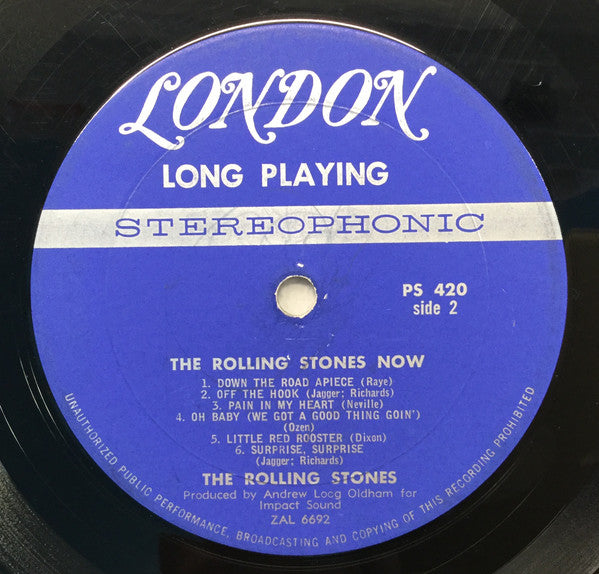 LONDON
LONG PLAYING
STEREOPHONIC
PS 420
side 2
THE ROLLING STONES NOW
1. DOWN THE ROAD APIECE (Raye)
2. OFF THE HOOK (Jagger; Richards)
3. PAIN IN MY HEART (Neville)
4. OH BABY (WE GOT A GOOD THING GOIN')
(Ozen)
5. LITTLE RED ROOSTER (Dixon)
6. SURPRISE, SURPRISE
(Jagger; Richards)
THE ROLLING STONES
Produced by Andrew Loog Oldham for
Impact Sound
ZAL 6692
UNAUTHORIZED PUBLIC PERFORMANCE, BROADCASTING AND COPYING OF THIS RECORDING PROHIBITED